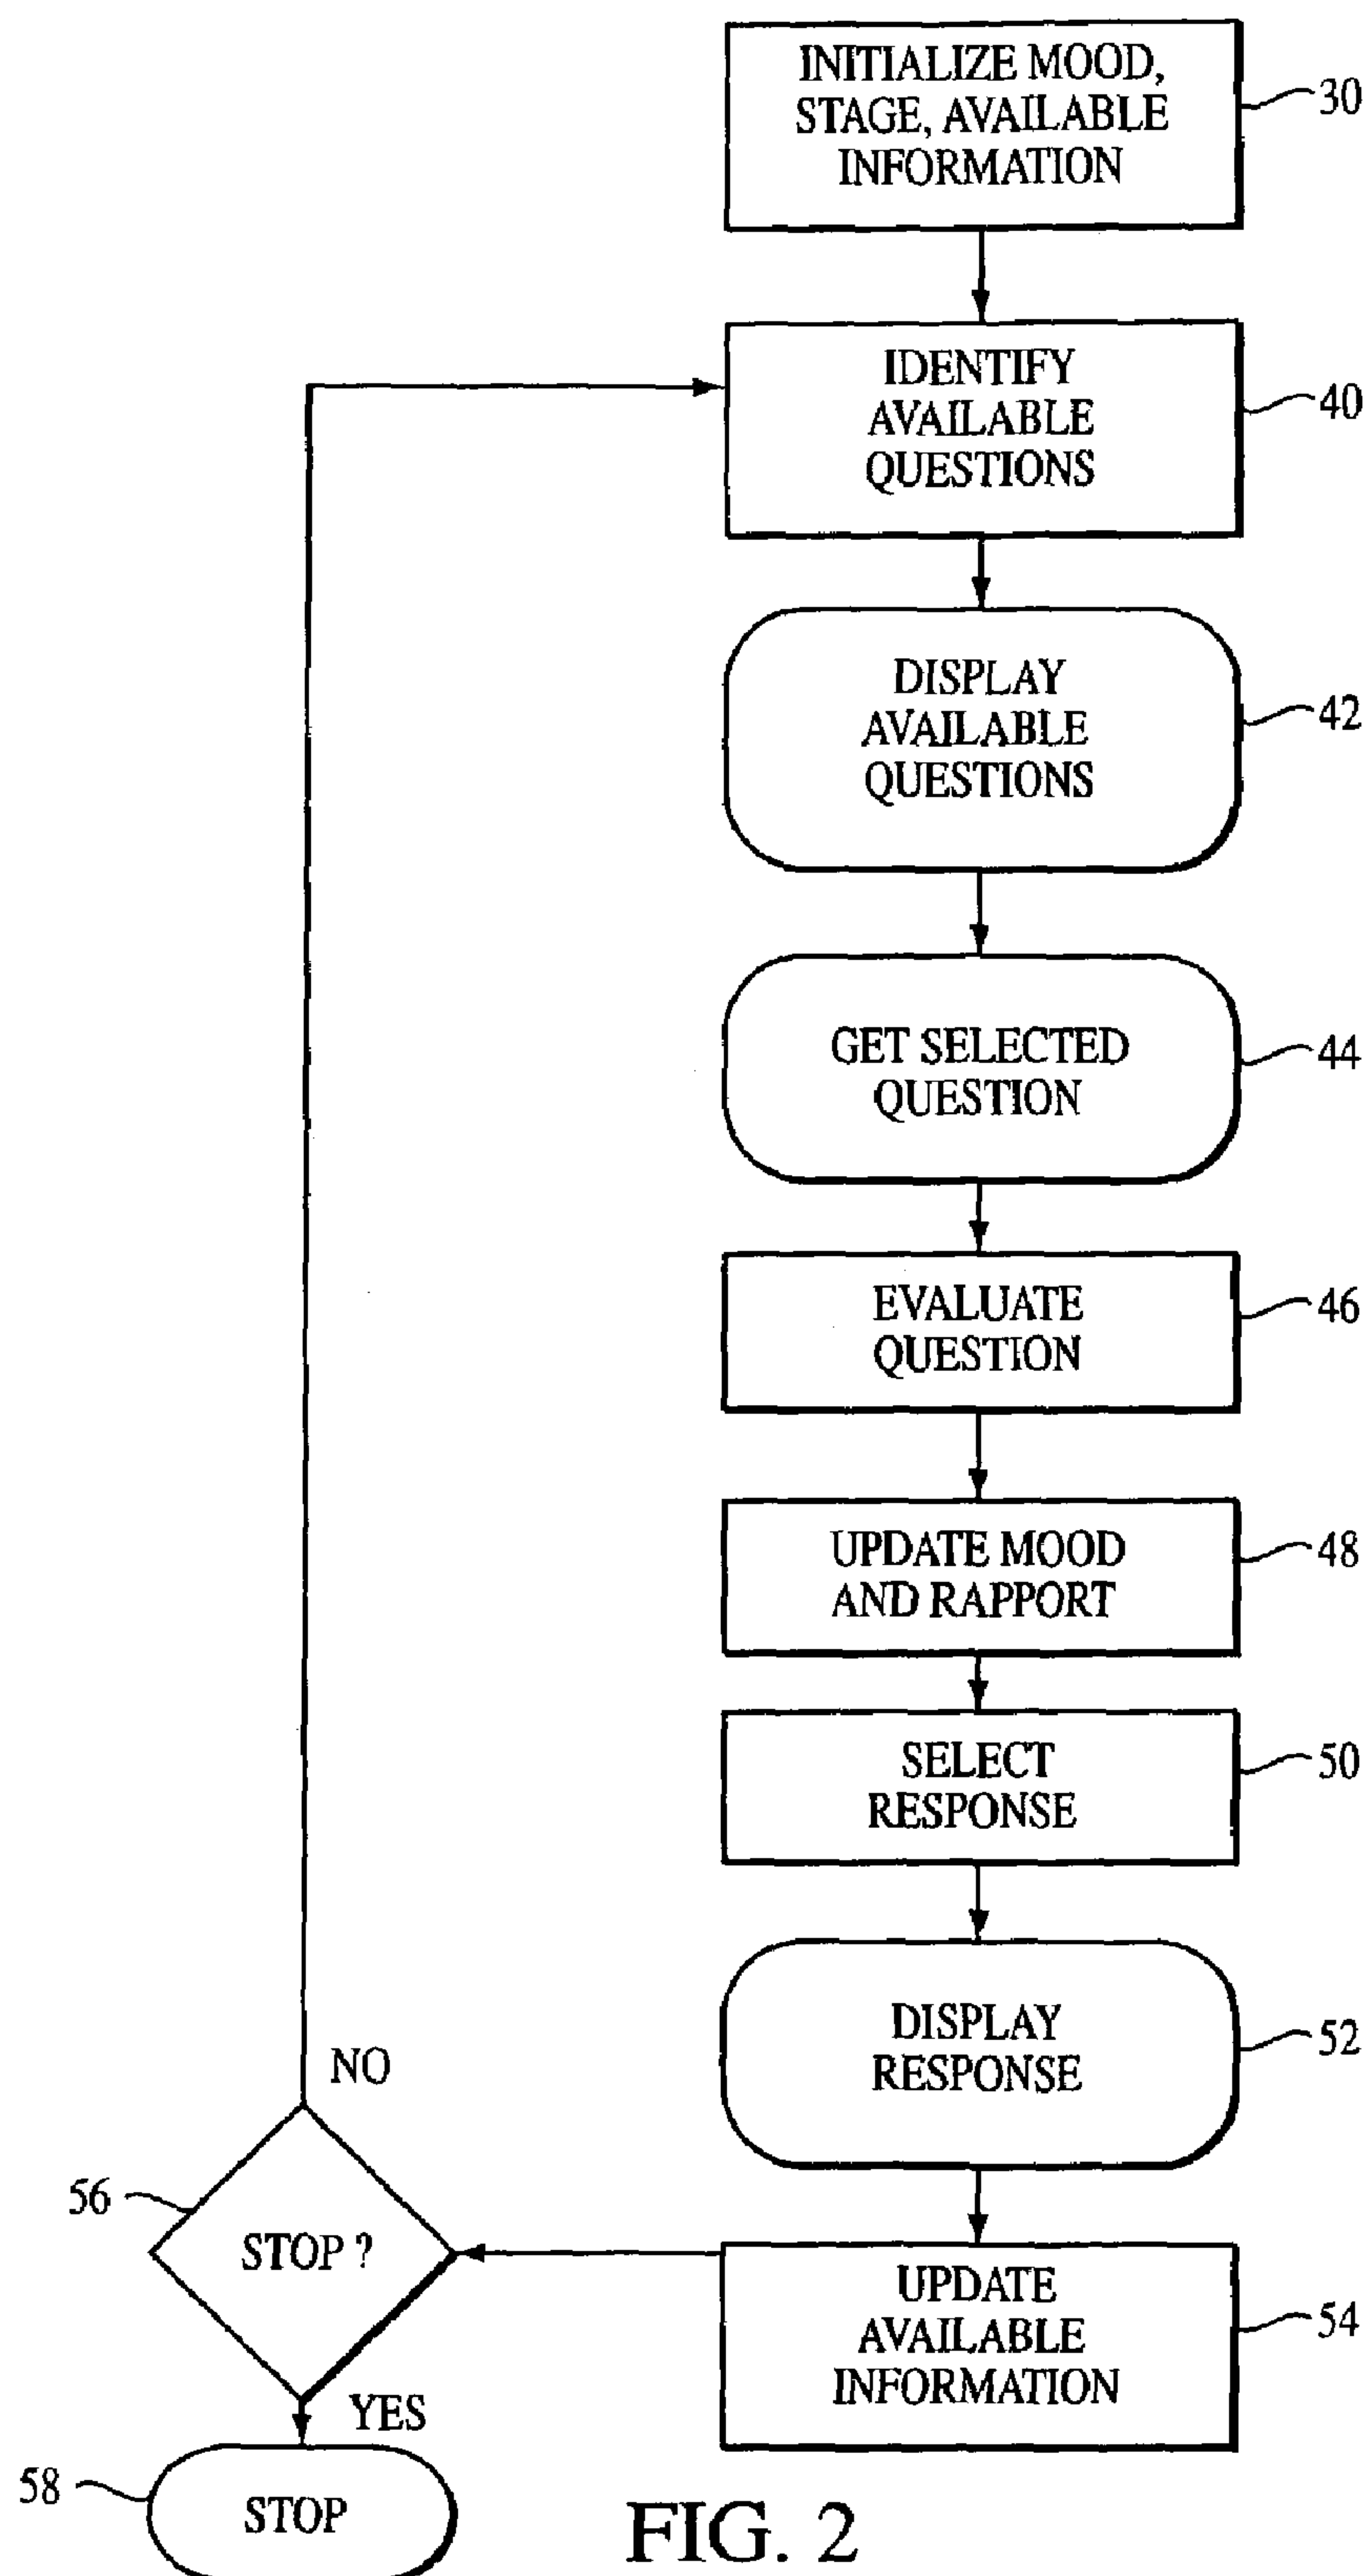 INITIALIZE MOOD,
STAGE, AVAILABLE
INFORMATION
30
IDENTIFY
AVAILABLE
QUESTIONS
40
DISPLAY
AVAILABLE
QUESTIONS
42
GET SELECTED
QUESTION
44
EVALUATE
QUESTION
46
UPDATE MOOD
AND RAPPORT
48
SELECT
RESPONSE
50
DISPLAY
RESPONSE
52
UPDATE
AVAILABLE
INFORMATION
54
NO
56
STOP ?
YES
58
STOP
FIG. 2